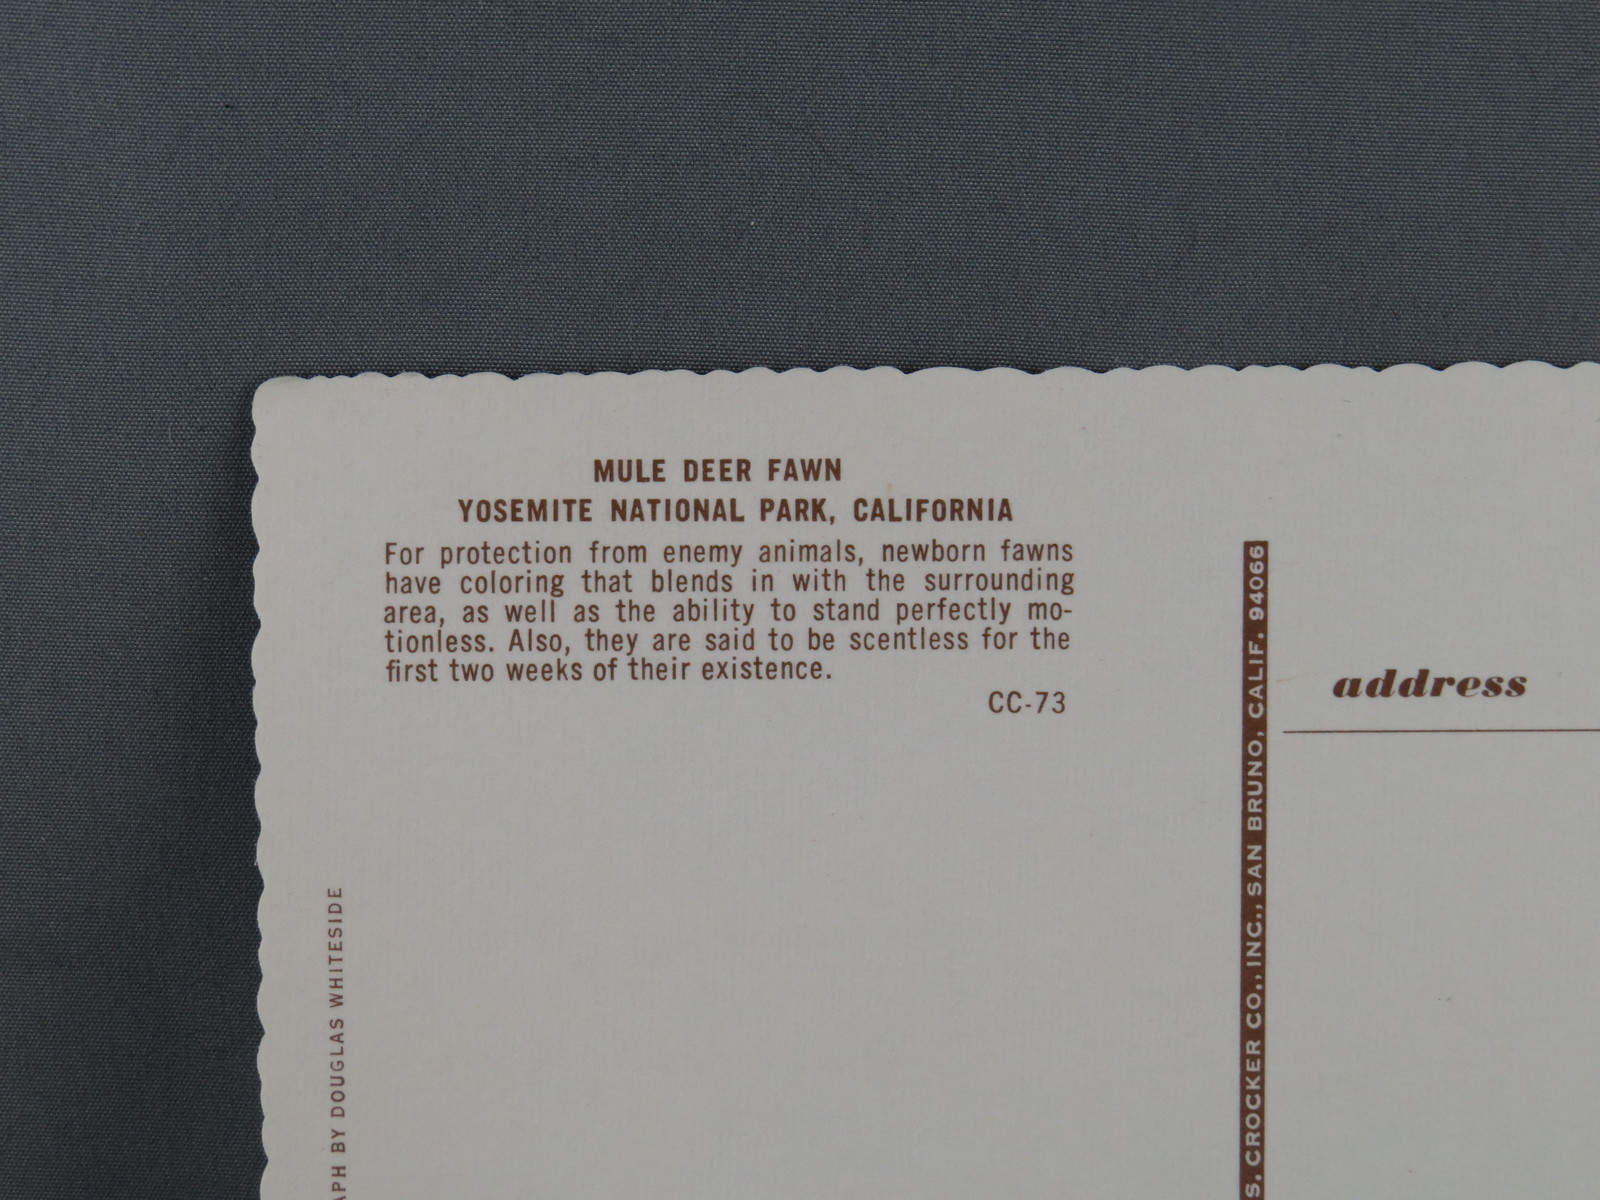 MULE DEER FAWN
YOSEMITE NATIONAL PARK, CALIFORNIA
For protection from enemy animals, newborn fawns
have coloring that blends in with the surrounding
area, as well as the ability to stand perfectly mo-
tionless. Also, they are said to be scentless for the
first two weeks of their existence.
CC-73
APH BY DOUGLAS WHITESIDE
S. CROCKER CO., INC., SAN BRUNO, CALIF. 94066
address